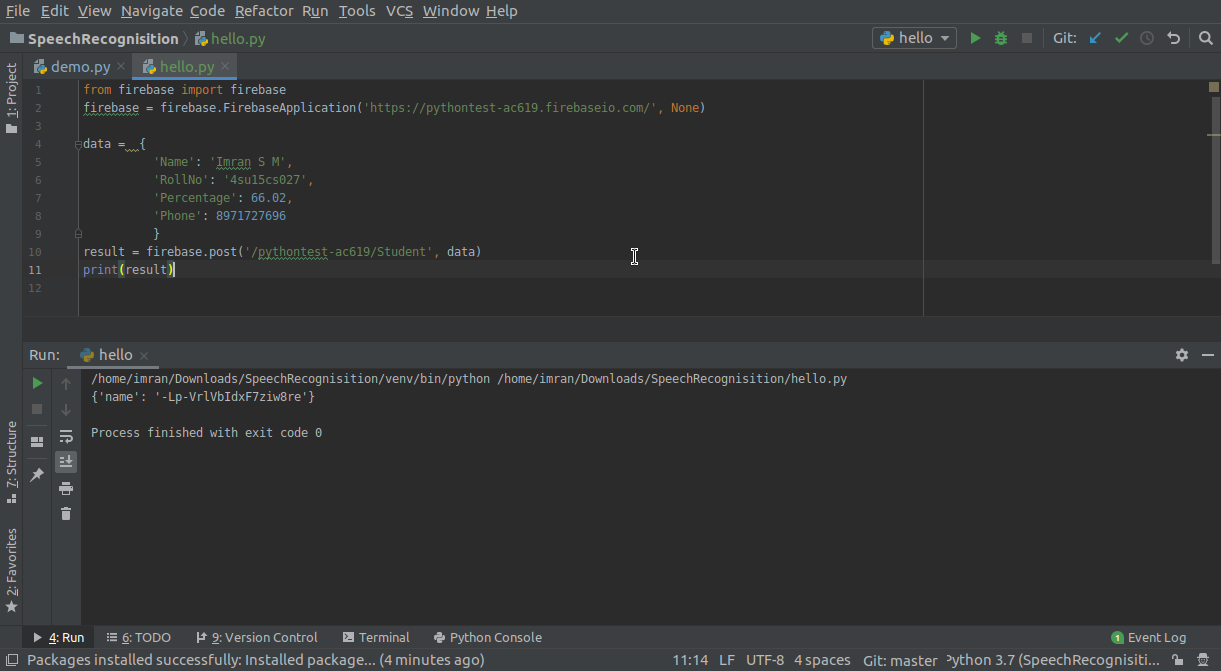 File Edit View Navigate Code Refactor Run Tools VCS Window Help
SpeechRecognisition hello.py hello Git:
demo.py hello.py
1: Project
1 from firebase import firebase
2 firebase = firebase.FirebaseApplication('https://pythontest-ac619.firebaseio.com/', None)
3
4 data = {
5 'Name': 'Imran S M',
6 'RollNo': '4su15cs027',
7 'Percentage': 66.02,
8 'Phone': 8971727696
9 }
10 result = firebase.post('/pythontest-ac619/Student', data)
11 print(result)
12
Run: hello
/home/imran/Downloads/SpeechRecognisition/venv/bin/python /home/imran/Downloads/SpeechRecognisition/hello.py
{'name': '-Lp-VrlVbIdxF7ziw8re'}
Process finished with exit code 0
7: Structure
2: Favorites
4: Run 6: TODO 9: Version Control Terminal Python Console 1 Event Log
Packages installed successfully: Installed package... (4 minutes ago) 11:14 LF UTF-8 4 spaces Git: master Python 3.7 (SpeechRecognisiti...